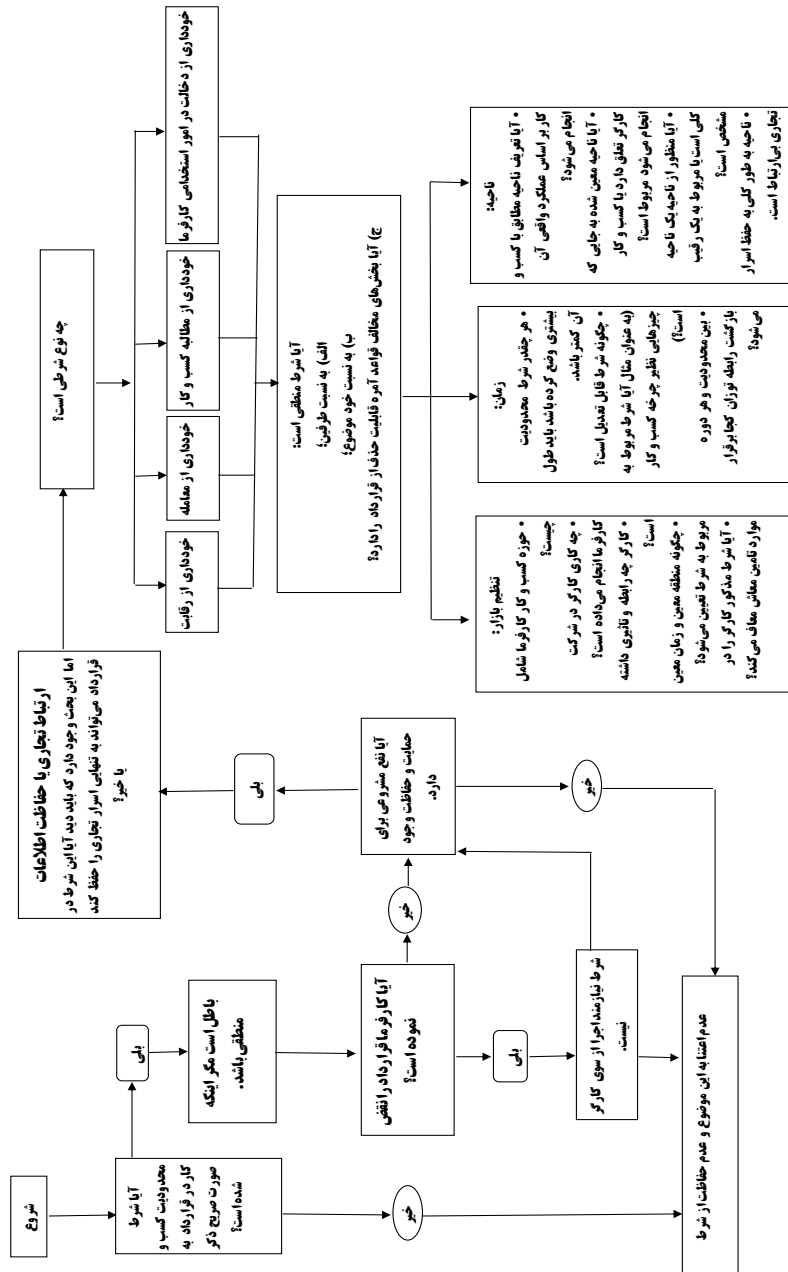 شروع
آیا شرط
محدودیت کسب و
کار در قرارداد به
صورت صریح ذکر
شده است؟
بلی
خیر
باطل است مگر اینکه
منطقی باشد.
آیا کارفرما قرارداد را نقض
نموده است؟
بلی
خیر
شرط نیازمند اجرا از سوی کارگر
نیست.
عدم اعتنا به این موضوع و عدم حفاظت از شرط
آیا نفع مشروعی برای
حمایت و حفاظت وجود
دارد.
بلی
خیر
ارتباط تجاری یا حفاظت اطلاعات
اما این بحث وجود دارد که باید دید آیا این شرط در
قرارداد می‌تواند به تنهایی اسرار تجاری را حفظ کند
یا خیر؟
چه نوع شرطی است؟
خودداری از رقابت
خودداری از معامله
خودداری از مطالبه کسب و کار
خودداری از دخالت در امور استخدامی کارفرما
آیا شرط منطقی است:
الف) به نسبت طرفین؛
ب) به نسبت خود موضوع؛
ج) آیا بخش‌های مخالف قواعد آمره قابلیت حذف از قرارداد را دارد؟
تنظیم بازار:
• حوزه کسب و کار کارفرما شامل
چیست؟
• چه کاری کارگر در شرکت
کارفرما انجام می‌داده است؟
• کارگر چه رابطه و تاثیری داشته
است؟
• چگونه منطقه معین و زمان معین
مربوط به شرط تعیین می‌شود؟
• آیا شرط مذکور کارگر را در
موارد تامین معاش معاف می‌کند؟
زمان:
• هر چقدر شرط محدودیت
بیشتری وضع کرده باشد باید طول
آن کمتر باشد.
• چگونه شرط قابل تعدیل است؟
(به عنوان مثال آیا شرط مربوط به
چیزهایی نظیر چرخه کسب و کار
است؟)
• بین محدودیت و هر دوره
بازگشت رابطه توازن کجا برقرار
می‌شود؟
ناحیه:
• آیا تعریف ناحیه مطابق با کسب و
کار بر اساس عملکرد واقعی آن
انجام می‌شود؟
• آیا ناحیه معین شده به جایی که
کارگر تعلق دارد یا کسب و کار
انجام می‌شود مربوط است؟
• آیا منظور از ناحیه یک ناحیه
کلی است یا مربوط به یک رقیب
مشخص است؟
• ناحیه به طور کلی به حفظ اسرار
تجاری بی‌ارتباط است.